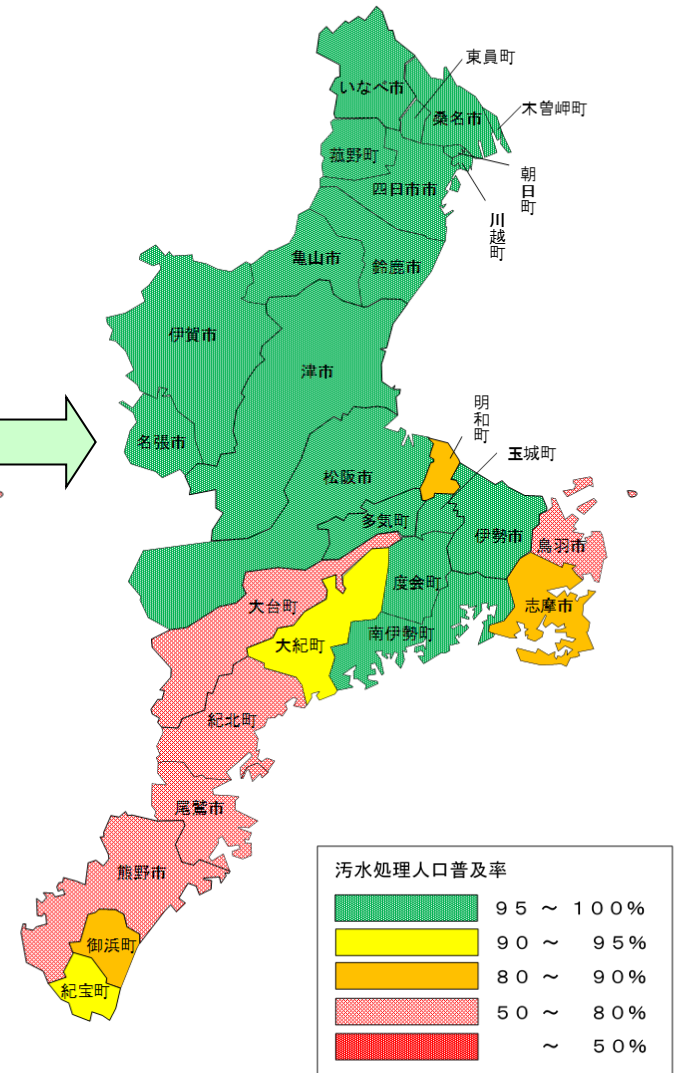 いなべ市
東員町
桑名市
木曽岬町
菰野町
朝日町
四日市市
川越町
亀山市
鈴鹿市
伊賀市
津市
名張市
明和町
松阪市
玉城町
多気町
伊勢市
鳥羽市
度会町
大台町
志摩市
南伊勢町
大紀町
紀北町
尾鷲市
熊野市
御浜町
紀宝町
汚水処理人口普及率
95 ~ 100%
90 ~ 95%
80 ~ 90%
50 ~ 80%
~ 50%